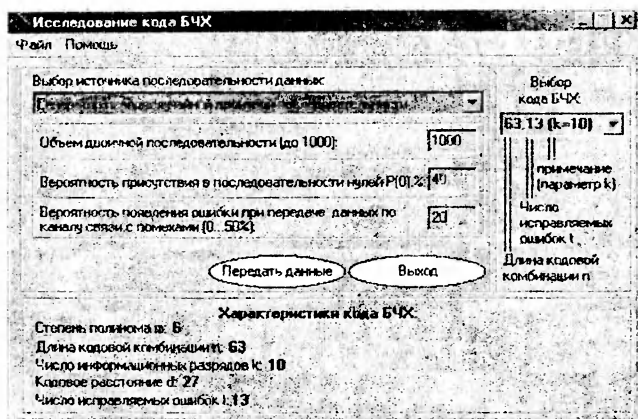 Исследование кода БЧХ
Файл Помощь
Выбор источника последовательности данных:
Выбор
кода БЧХ:
63,13 (k=10)
Объем двоичной последовательности (до 1000): 1000
Вероятность присутствия в последовательности нулей P(0),%: 40
Вероятность появления ошибки при передаче данных по
каналу связи с помехами (0...50%): 20
примечание
(параметр k)
Число
исправляемых
ошибок t
Длина кодовой
комбинации n
Передать данные
Выход
Характеристики кода БЧХ:
Степень полинома m: 6
Длина кодовой комбинации n: 63
Число информационных разрядов k: 10
Кодовое расстояние d: 27
Число исправляемых ошибок t: 13